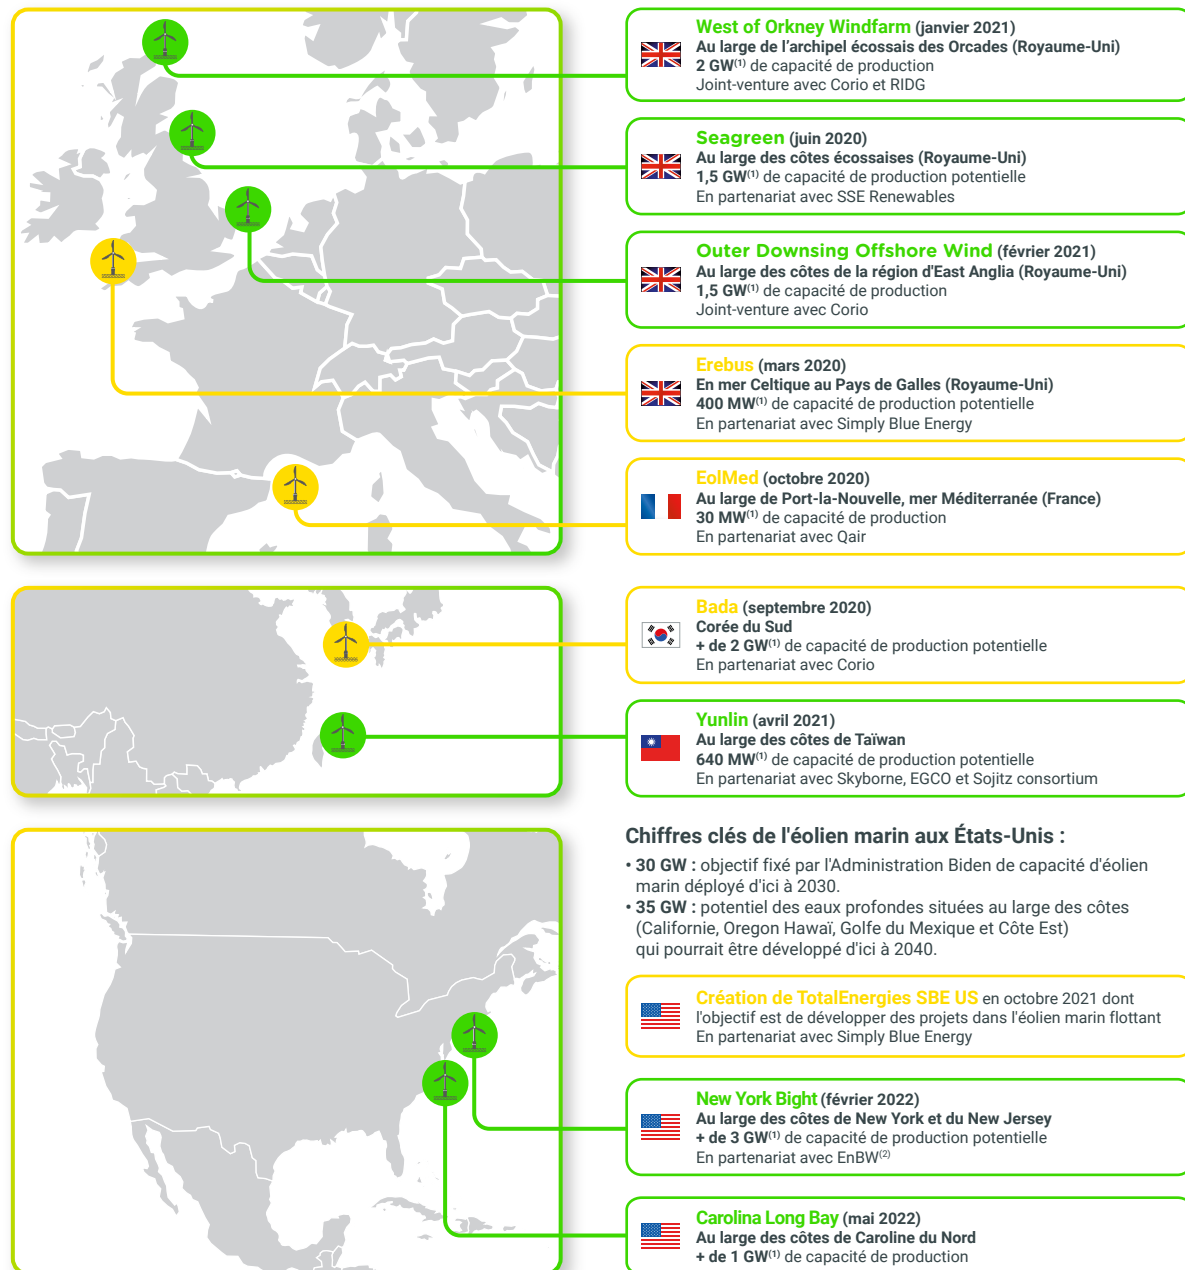 West of Orkney Windfarm (janvier 2021)
Au large de l'archipel écossais des Orcades (Royaume-Uni)
2 GW(1) de capacité de production
Joint-venture avec Corio et RIDG
Seagreen (juin 2020)
Au large des côtes écossaises (Royaume-Uni)
1,5 GW(1) de capacité de production potentielle
En partenariat avec SSE Renewables
Outer Downsing Offshore Wind (février 2021)
Au large des côtes de la région d'East Anglia (Royaume-Uni)
1,5 GW(1) de capacité de production
Joint-venture avec Corio
Erebus (mars 2020)
En mer Celtique au Pays de Galles (Royaume-Uni)
400 MW(1) de capacité de production potentielle
En partenariat avec Simply Blue Energy
EolMed (octobre 2020)
Au large de Port-la-Nouvelle, mer Méditerranée (France)
30 MW(1) de capacité de production
En partenariat avec Qair
Bada (septembre 2020)
Corée du Sud
+ de 2 GW(1) de capacité de production potentielle
En partenariat avec Corio
Yunlin (avril 2021)
Au large des côtes de Taïwan
640 MW(1) de capacité de production potentielle
En partenariat avec Skyborne, EGCO et Sojitz consortium
Chiffres clés de l'éolien marin aux États-Unis :
• 30 GW : objectif fixé par l'Administration Biden de capacité d'éolien
marin déployé d'ici à 2030.
• 35 GW : potentiel des eaux profondes situées au large des côtes
(Californie, Oregon Hawaï, Golfe du Mexique et Côte Est)
qui pourrait être développé d'ici à 2040.
Création de TotalEnergies SBE US en octobre 2021 dont
l'objectif est de développer des projets dans l'éolien marin flottant
En partenariat avec Simply Blue Energy
New York Bight (février 2022)
Au large des côtes de New York et du New Jersey
+ de 3 GW(1) de capacité de production potentielle
En partenariat avec EnBW(2)
Carolina Long Bay (mai 2022)
Au large des côtes de Caroline du Nord
+ de 1 GW(1) de capacité de production